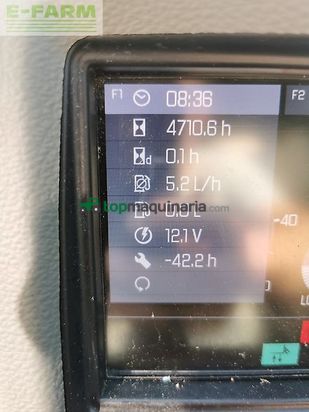 E-FARM
F1 08:36 F2
4710.6 h
d 0.1 h
5.2 L/h
topmaquinaria.com
-40
12.1 V
-42.2 h